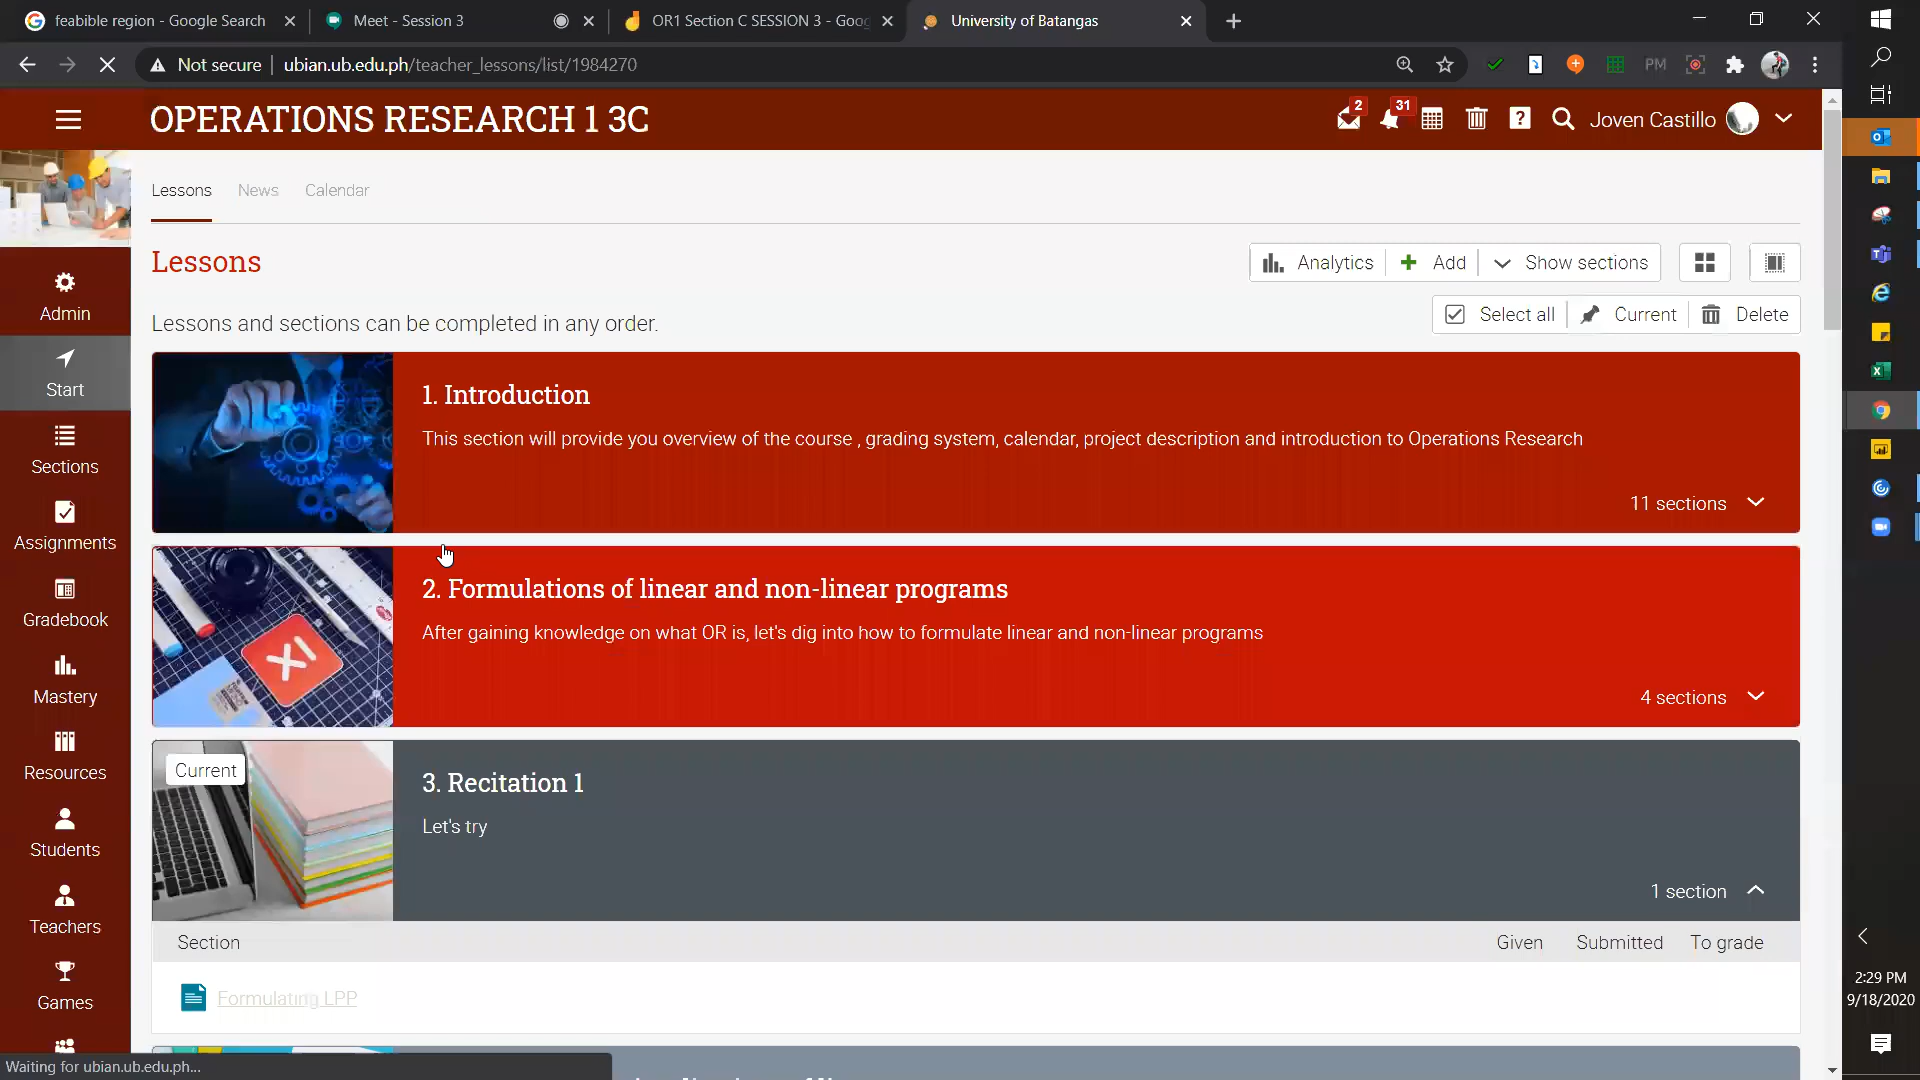 feabible region - Google Search
Meet - Session 3
OR1 Section C SESSION 3 - Goog
University of Batangas
Not secure
ubian.ub.edu.ph/teacher_lessons/list/1984270
PM
OPERATIONS RESEARCH 1 3C
2
31
Joven Castillo
Lessons
News
Calendar
Lessons
Analytics
Add
Show sections
Lessons and sections can be completed in any order.
Select all
Current
Delete
Admin
Start
Sections
Assignments
Gradebook
Mastery
Resources
Students
Teachers
Games
1. Introduction
This section will provide you overview of the course , grading system, calendar, project description and introduction to Operations Research
11 sections
2. Formulations of linear and non-linear programs
After gaining knowledge on what OR is, let's dig into how to formulate linear and non-linear programs
4 sections
XI
Current
3. Recitation 1
Let's try
1 section
Section
Given
Submitted
To grade
Formulating LPP
Waiting for ubian.ub.edu.ph...
2:29 PM
9/18/2020